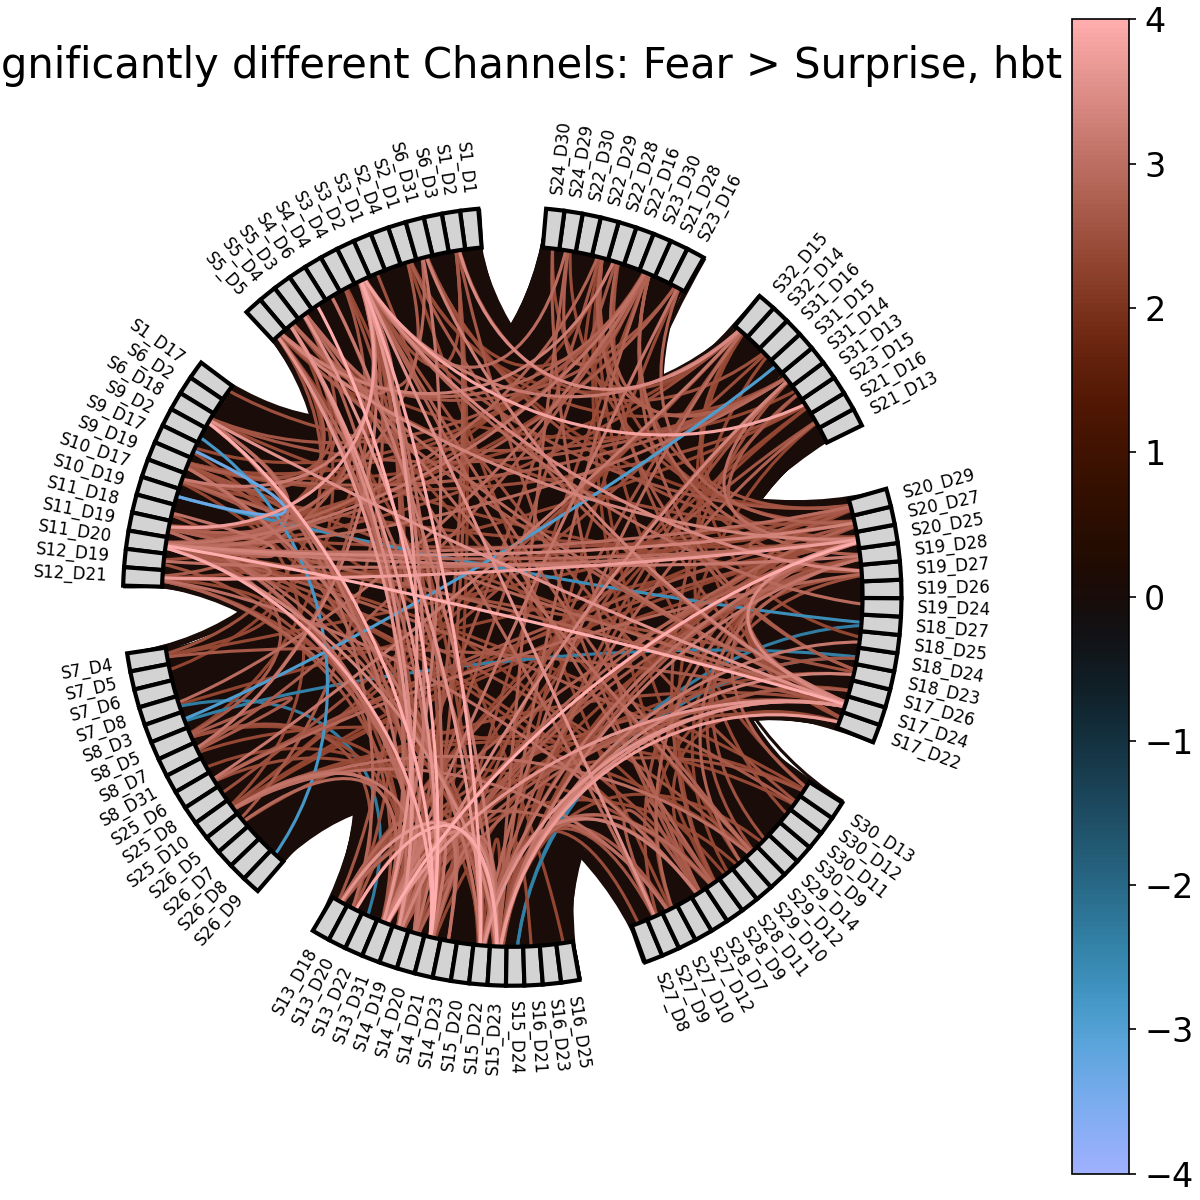 gnificantly different Channels: Fear > Surprise, hbt
S24_D30
S24_D29
S22_D30
S22_D29
S22_D28
S22_D16
S23_D30
S21_D28
S23_D16
S32_D15
S32_D14
S31_D16
S31_D15
S31_D14
S31_D13
S23_D15
S21_D16
S21_D13
S20_D29
S20_D27
S20_D25
S19_D28
S19_D27
S19_D26
S19_D24
S18_D27
S18_D25
S18_D24
S18_D23
S17_D26
S17_D24
S17_D22
S30_D13
S30_D12
S30_D11
S30_D9
S29_D14
S29_D12
S29_D10
S28_D11
S28_D9
S28_D7
S27_D12
S27_D10
S27_D9
S27_D8
S16_D25
S16_D23
S16_D21
S15_D24
S15_D23
S15_D22
S15_D20
S14_D23
S14_D21
S14_D20
S14_D19
S13_D31
S13_D22
S13_D20
S13_D18
S26_D9
S26_D8
S26_D7
S26_D5
S25_D10
S25_D8
S25_D6
S8_D31
S8_D7
S8_D5
S8_D3
S7_D8
S7_D6
S7_D5
S7_D4
S12_D21
S12_D19
S11_D20
S11_D19
S11_D18
S10_D19
S10_D17
S9_D19
S9_D17
S9_D2
S6_D18
S6_D2
S1_D17
S5_D5
S5_D4
S5_D3
S4_D6
S4_D4
S3_D4
S3_D2
S3_D1
S2_D4
S2_D1
S6_D31
S6_D3
S1_D2
S1_D1
4
3
2
1
0
−1
−2
−3
−4